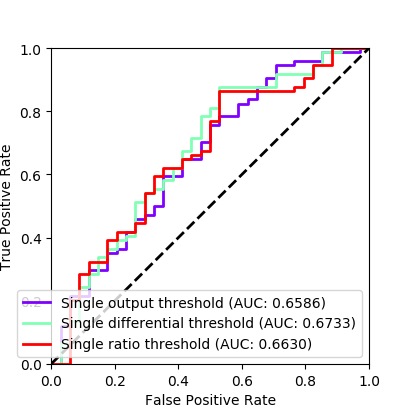 1.0
0.8
0.6
0.4
0.2
0.0
True Positive Rate
Single output threshold (AUC: 0.6586)
Single differential threshold (AUC: 0.6733)
Single ratio threshold (AUC: 0.6630)
0.0 0.2 0.4 0.6 0.8 1.0
False Positive Rate